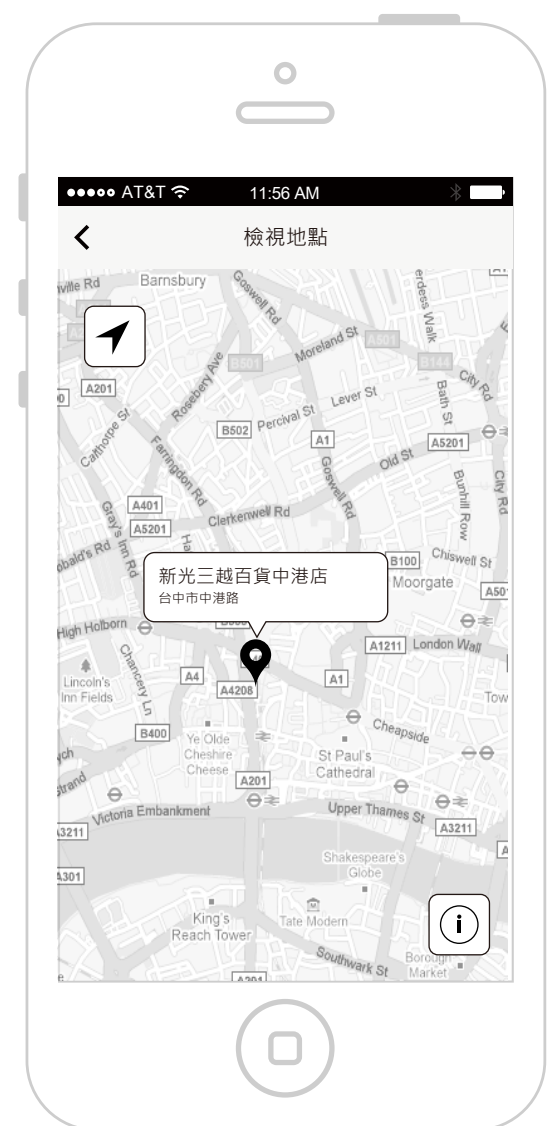 AT&T
11:56 AM
檢視地點
Barnsbury
Goswell Rd
A501
B501
Moreland St
B144
City Rd
A201
Rosebery Ave
Lever St
Bath St
Percival St
B502
A1
A5201
Calthorpe St
Farringdon Rd
Goswell Rd
Old St
Bunhill Row
City Rd
A401
Gray's Inn Rd
A5201
Clerkenwell Rd
B100
Chiswell St
Moorgate
新光三越百貨中港店
台中市中港路
High Holborn
A1211
London Wall
Lincoln's
Inn Fields
Chancery Ln
A4
A4208
A1
B400
Ye Olde
Cheshire
Cheese
Cheapside
St Paul's
Cathedral
A201
Victoria Embankment
Upper Thames St
A3211
A3211
Shakespeare's
Globe
King's
Reach Tower
Tate Modern
Southwark St
Borough
Market
A201
i